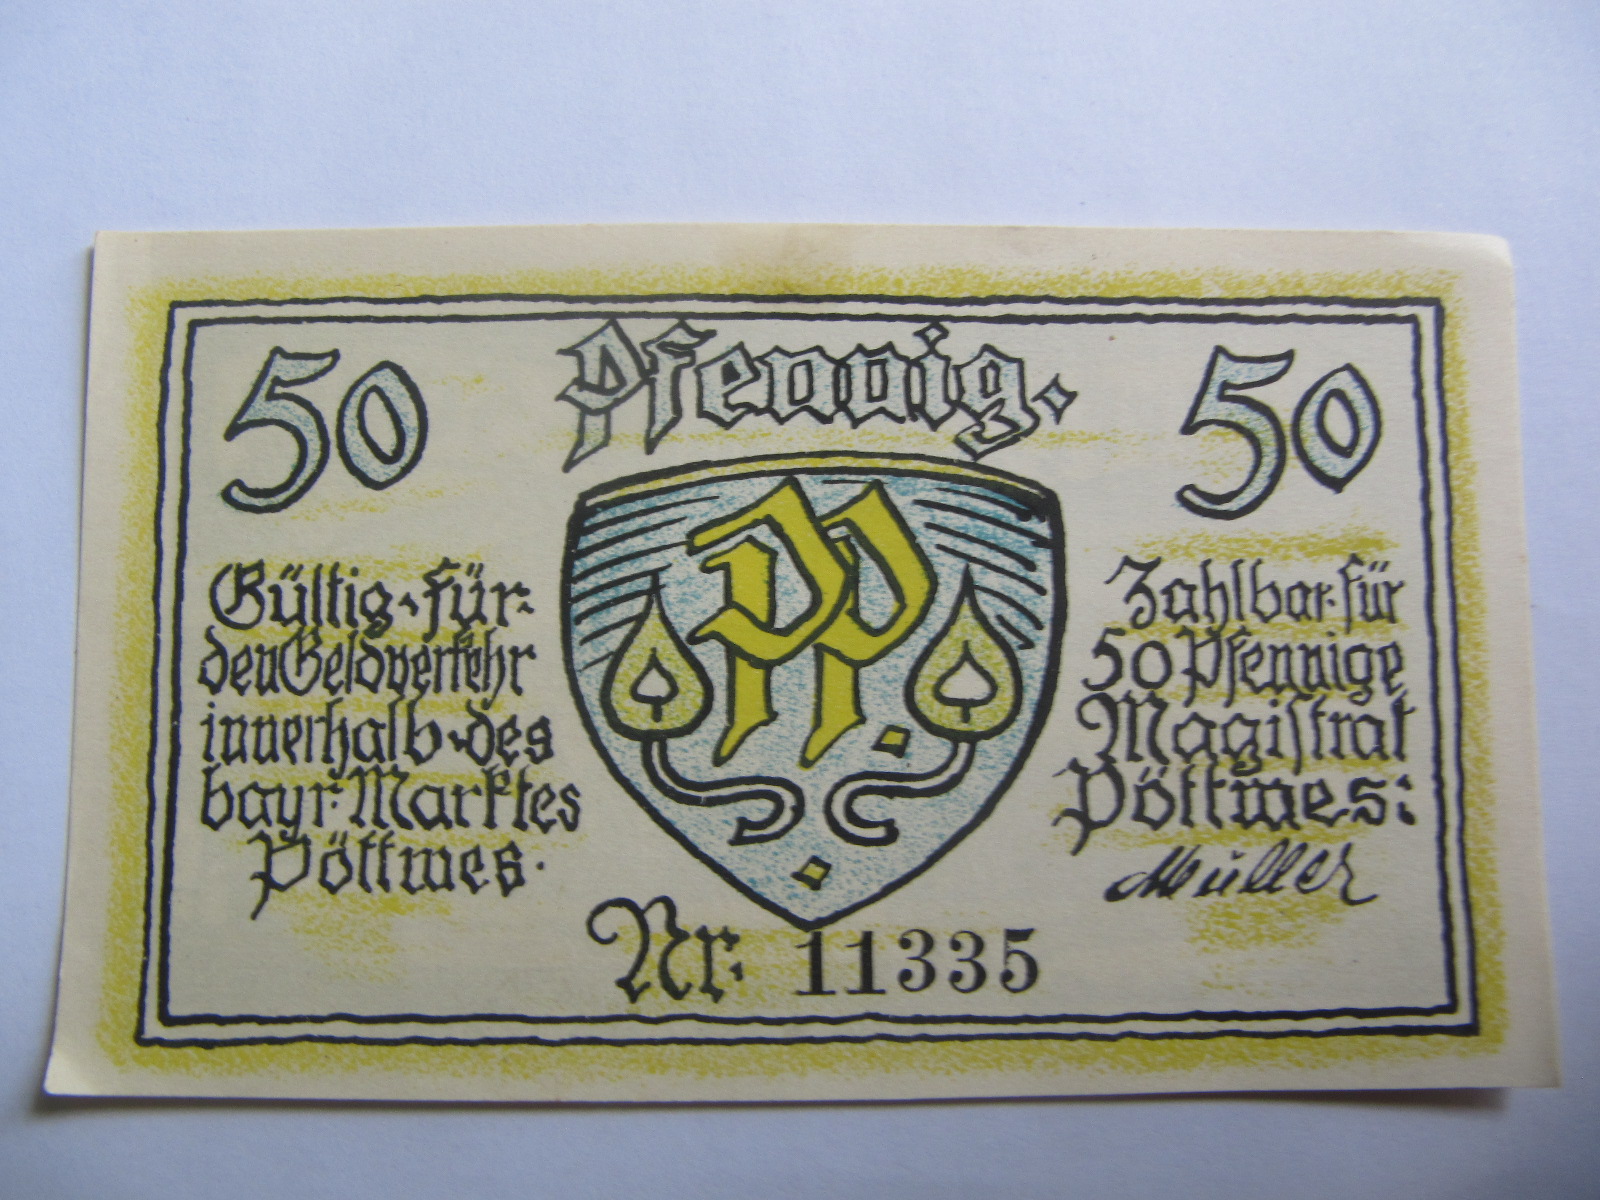 50 Pfennig. 50
Gültig für
den Geldverkehr
innerhalb des
bayr. Marktes
Pöttmes.
PP.
Zahlbar für
50 Pfennige
Magiſtrat
Pöttmes:
Müller
Nr. 11335